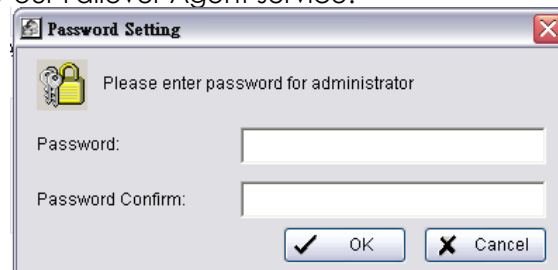 Failover Agent service.
Password Setting
Please enter password for administrator
Password:
Password Confirm:
OK
Cancel